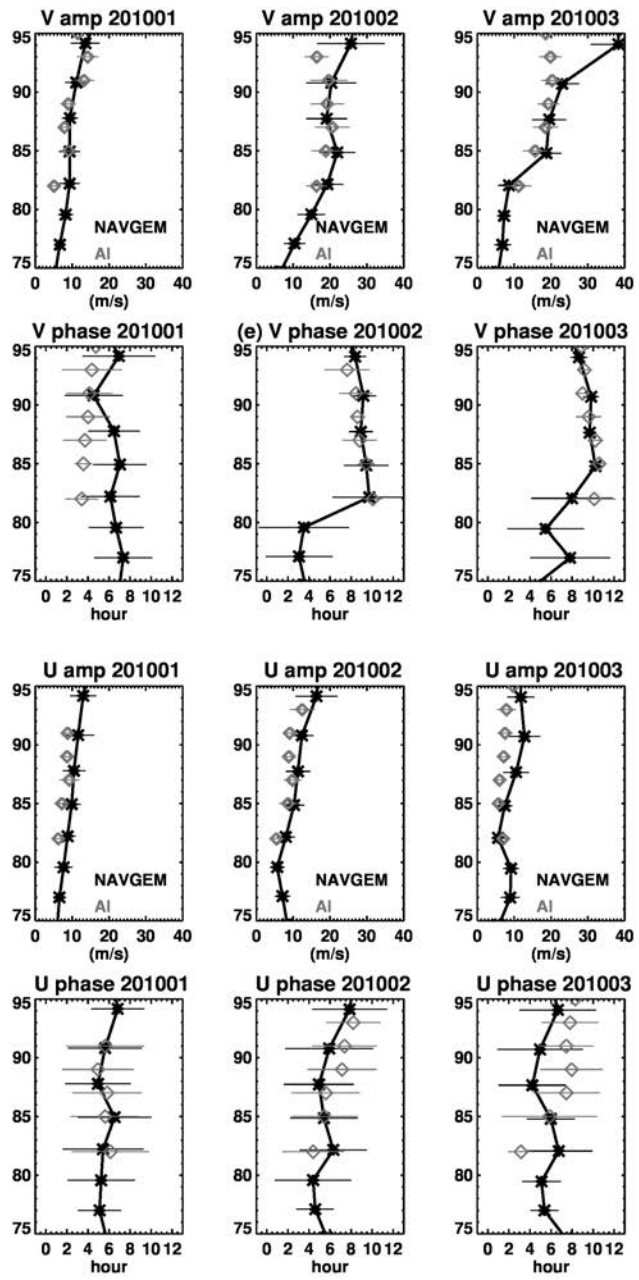 V amp 201001 V amp 201002 V amp 201003
95 95 95
90 90 90
85 85 85
80 80 80
NAVGEM NAVGEM NAVGEM
Al Al Al
75 75 75
0 10 20 30 40 0 10 20 30 40 0 10 20 30 40
(m/s) (m/s) (m/s)
V phase 201001 (e) V phase 201002 V phase 201003
95 95 95
90 90 90
85 85 85
80 80 80
75 75 75
0 2 4 6 8 10 12 0 2 4 6 8 10 12 0 2 4 6 8 10 12
hour hour hour
U amp 201001 U amp 201002 U amp 201003
95 95 95
90 90 90
85 85 85
80 80 80
NAVGEM NAVGEM NAVGEM
Al Al Al
75 75 75
0 10 20 30 40 0 10 20 30 40 0 10 20 30 40
(m/s) (m/s) (m/s)
U phase 201001 U phase 201002 U phase 201003
95 95 95
90 90 90
85 85 85
80 80 80
75 75 75
0 2 4 6 8 10 12 0 2 4 6 8 10 12 0 2 4 6 8 10 12
hour hour hour